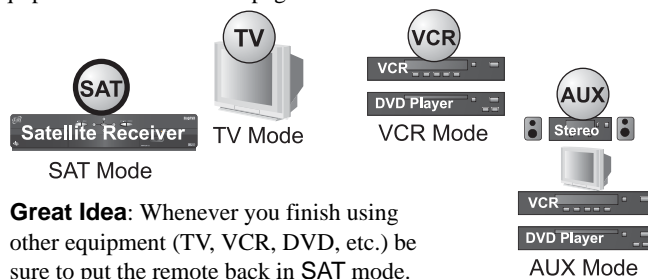 TV
VCR
SAT
VCR
AUX
DVD Player
Satellite Receiver
Stereo
TV Mode
VCR Mode
SAT Mode
VCR
DVD Player
AUX Mode
Great Idea: Whenever you finish using
other equipment (TV, VCR, DVD, etc.) be
sure to put the remote back in SAT mode.